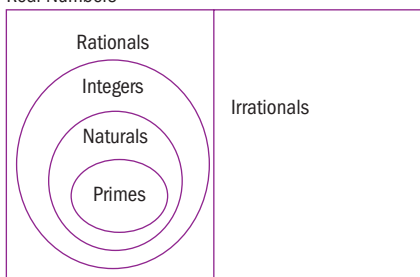 Real Numbers
Rationals
Integers
Irrationals
Naturals
Primes